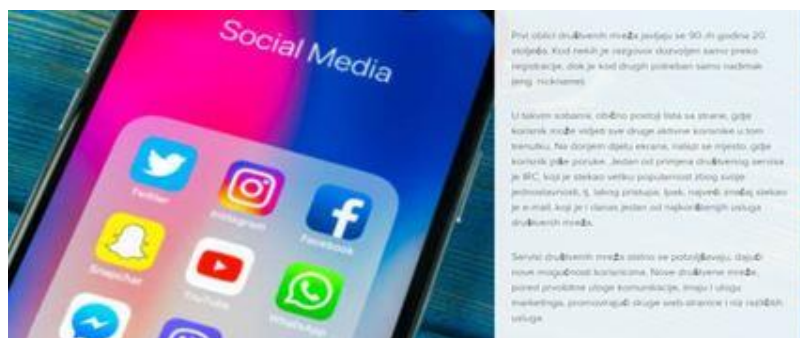 Social Media
Twitter
Instagram
Facebook
Snapchat
YouTube
WhatsApp
Prvi oblici društvenih mreža javljaju se 90.-ih godina 20.
stoljeća. Kod nekih je razgovor dozvoljen samo preko
registracije, dok je kod drugih potreban samo nadimak
(eng. nickname).
U takvim sobama, obično postoji lista sa strane, gdje
korisnik može vidjeti sve druge aktivne korisnike u tom
trenutku. Na donjem djelu ekrana, nalazi se mjesto, gdje
korisnik piše poruke. Jedan od primjera društvenog servisa
je IRC, koji je stekao veliku popularnost zbog svoje
jednostavnosti, tj. lakog pristupa. Ipak, najveći značaj stekao
je e-mail, koji je i danas jedan od najkorištenijih usluga
društvenih mreža.
Servisi društvenih mreža stalno se poboljšavaju, dajući
nove mogućnosti korisnicima. Nove društvene mreže,
pored prvobitne uloge komunikacije, imaju i ulogu
marketinga, promovirajući druge web-stranice i niz različitih
usluga.